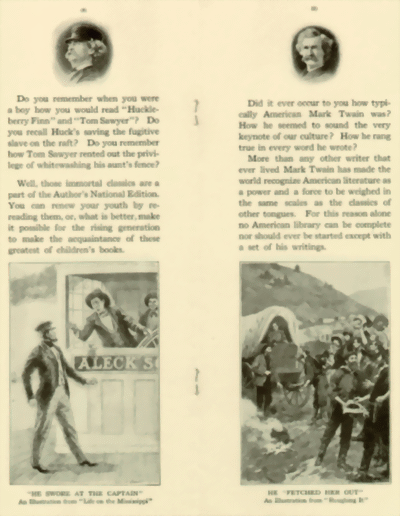 Do you remember when you were
a boy how you would read "Huckle-
berry Finn" and "Tom Sawyer"? Do
you recall Huck's saving the fugitive
slave on the raft? Do you remember
how Tom Sawyer rented out the privi-
lege of whitewashing his aunt's fence?
Well, those immortal classics are a
part of the Author's National Edition.
You can renew your youth by re-
reading them, or, what is better, make
it possible for the rising generation
to make the acquaintance of these
greatest of children's books.
ALECK S
"HE SWORE AT THE CAPTAIN"
An Illustration from "Life on the Mississippi"
Did it ever occur to you how typi-
cally American Mark Twain was?
How he seemed to sound the very
keynote of our culture? How he rang
true in every word he wrote?
More than any other writer that
ever lived Mark Twain has made the
world recognize American literature as
a power and a force to be weighed in
the same scales as the classics of
other tongues. For this reason alone
no American library can be complete
nor should ever be started except with
a set of his writings.
HE "FETCHED HER OUT"
An Illustration from "Roughing It"